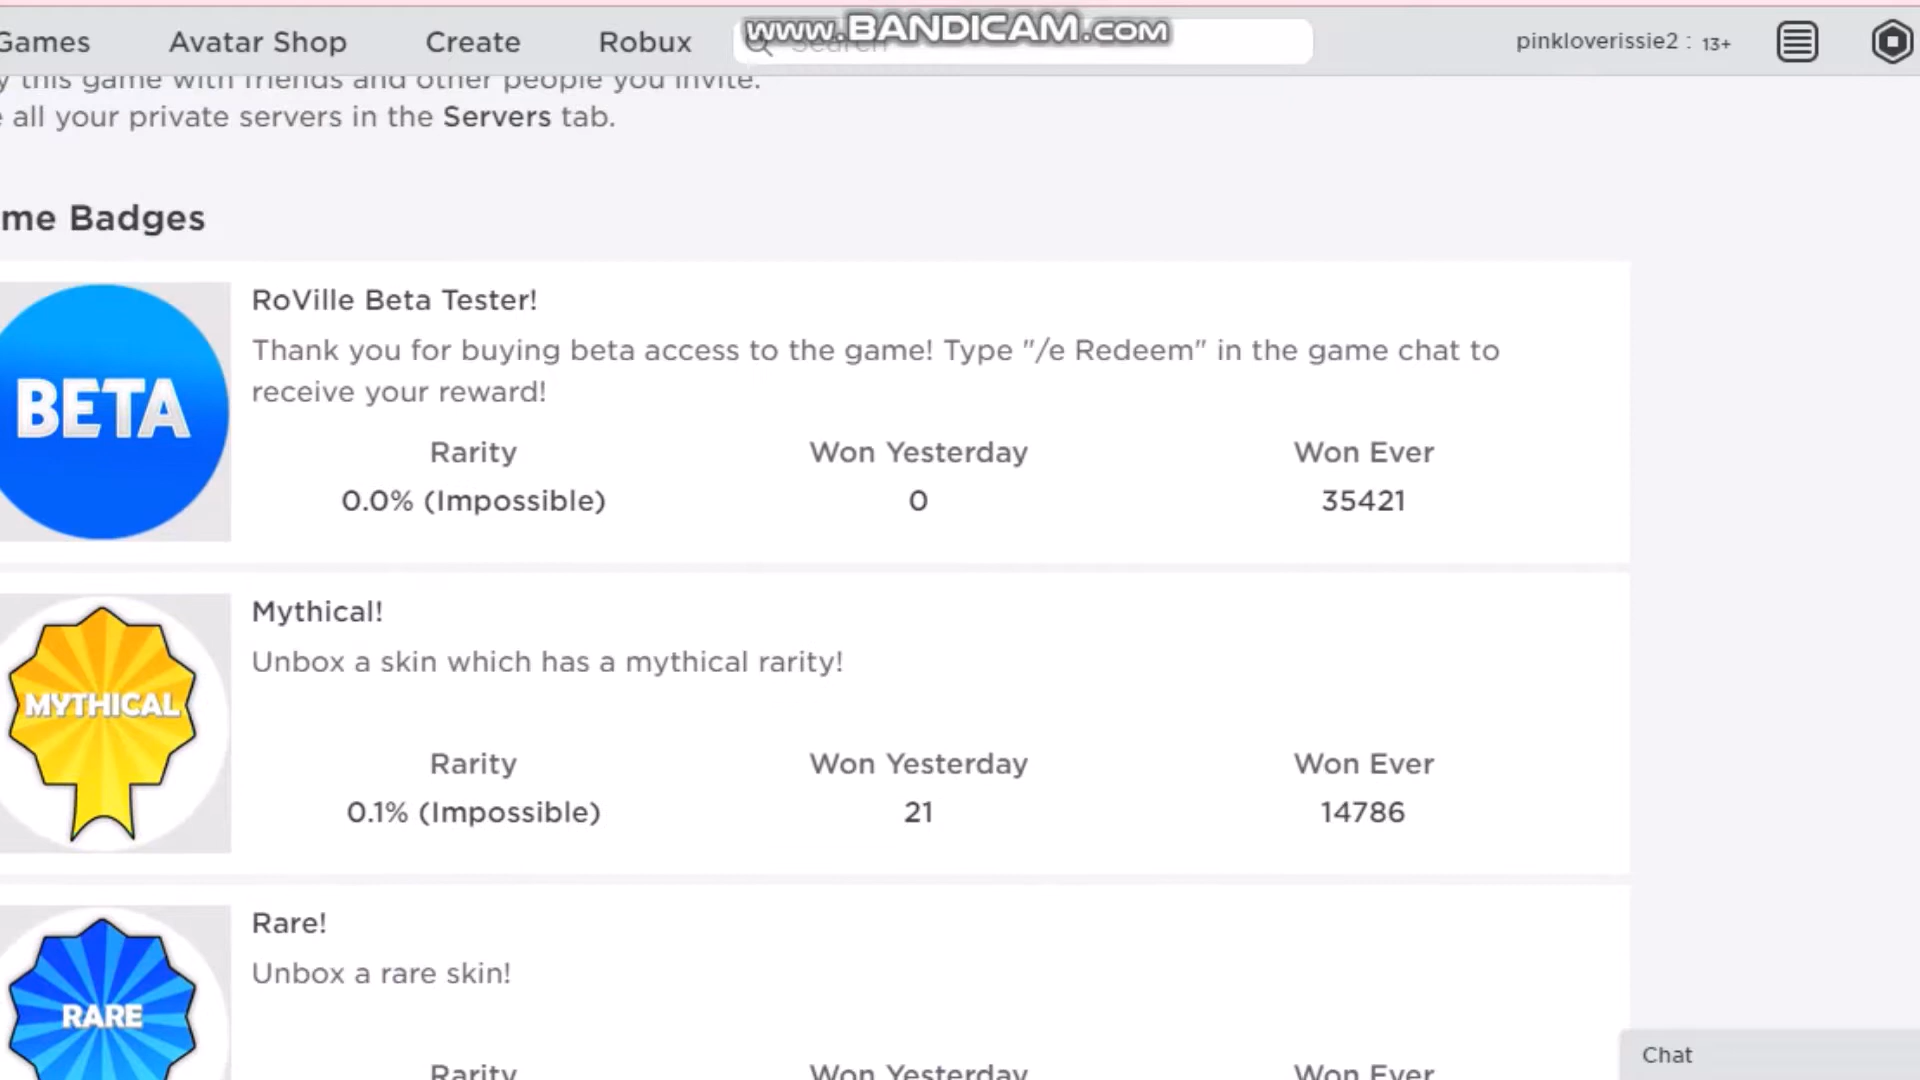 Games Avatar Shop Create Robux Search www.BANDICAM.com pinkloverissie2 : 13+
y this game with friends and other people you invite.
e all your private servers in the Servers tab.
me Badges
RoVille Beta Tester!
Thank you for buying beta access to the game! Type "/e Redeem" in the game chat to
receive your reward!
BETA
Rarity Won Yesterday Won Ever
0.0% (Impossible) 0 35421
Mythical!
Unbox a skin which has a mythical rarity!
MYTHICAL
Rarity Won Yesterday Won Ever
0.1% (Impossible) 21 14786
Rare!
Unbox a rare skin!
RARE
Rarity Won Yesterday Won Ever
Chat